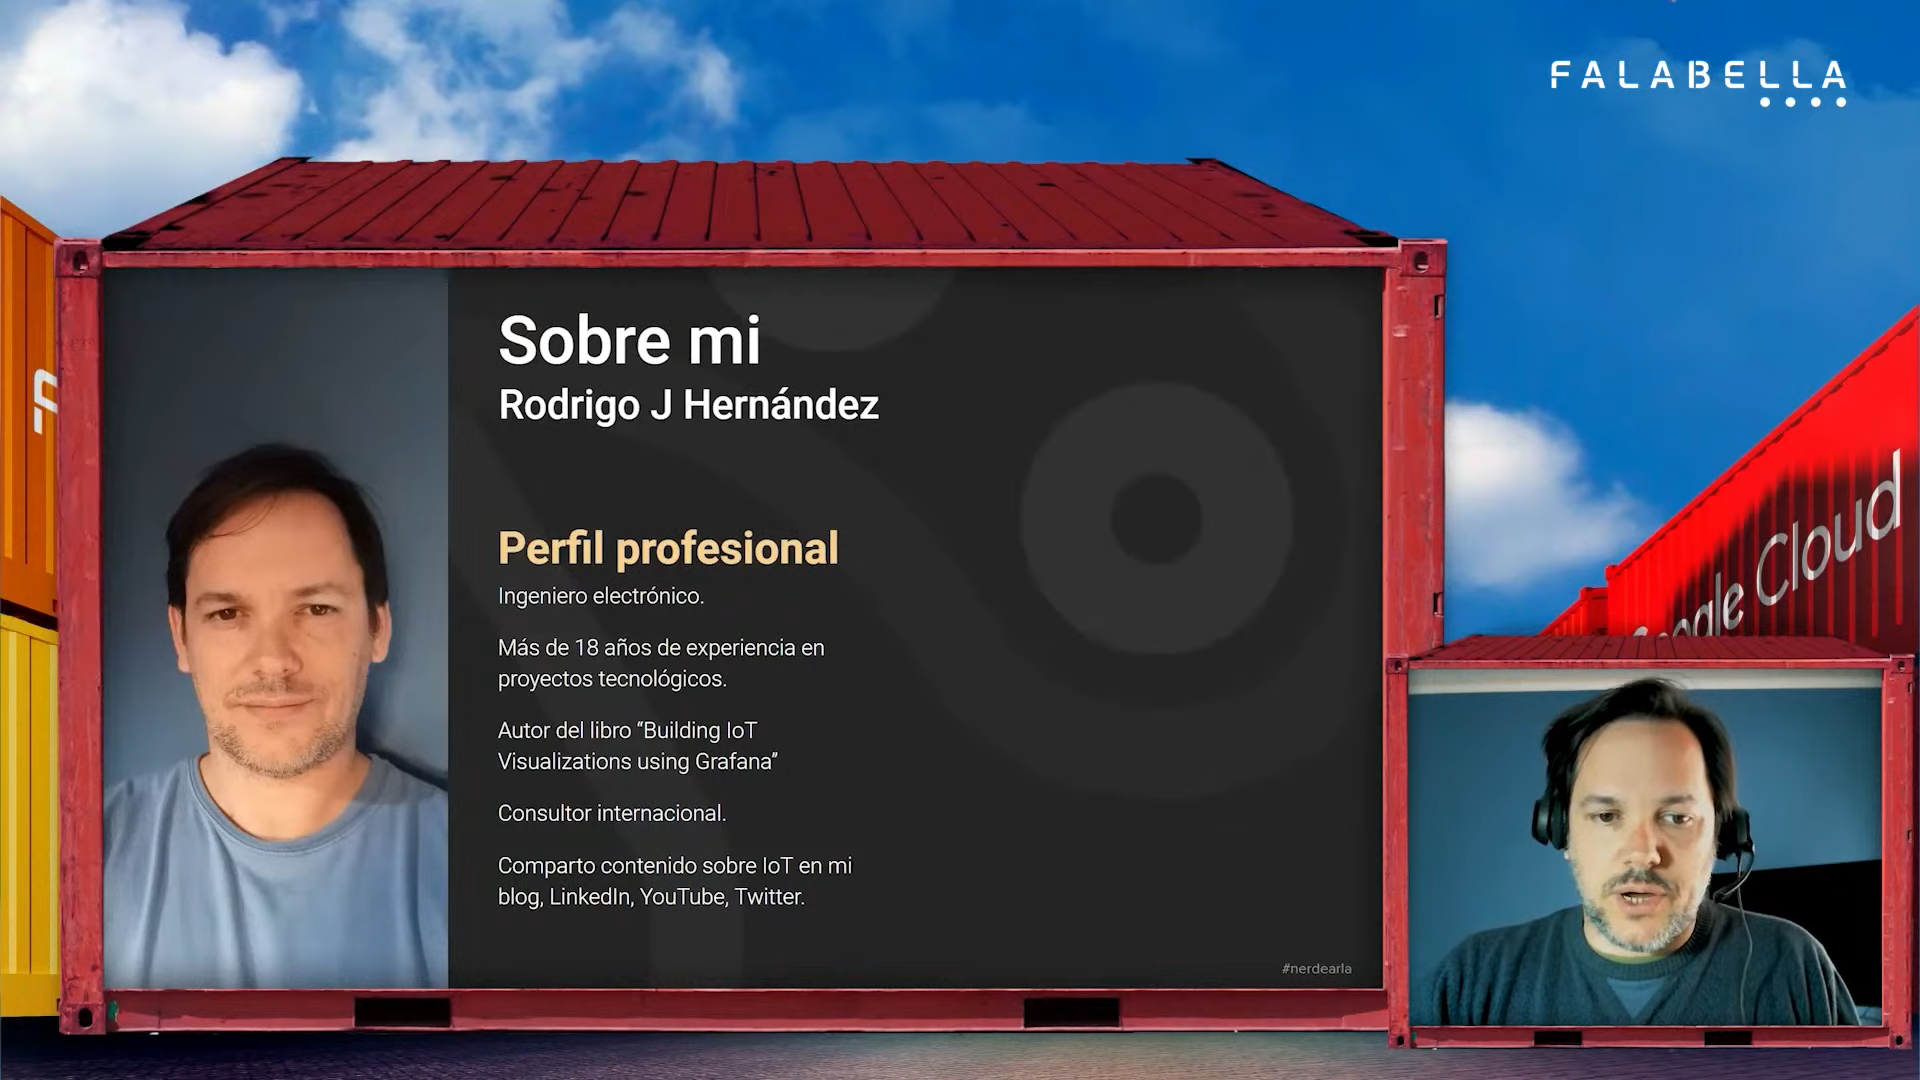 FALABELLA
Sobre mi
Rodrigo J Hernández
Perfil profesional
Ingeniero electrónico.
Más de 18 años de experiencia en
proyectos tecnológicos.
Autor del libro “Building IoT
Visualizations using Grafana”
Consultor internacional.
Comparto contenido sobre IoT en mi
blog, LinkedIn, YouTube, Twitter.
#nerdearla
Google Cloud